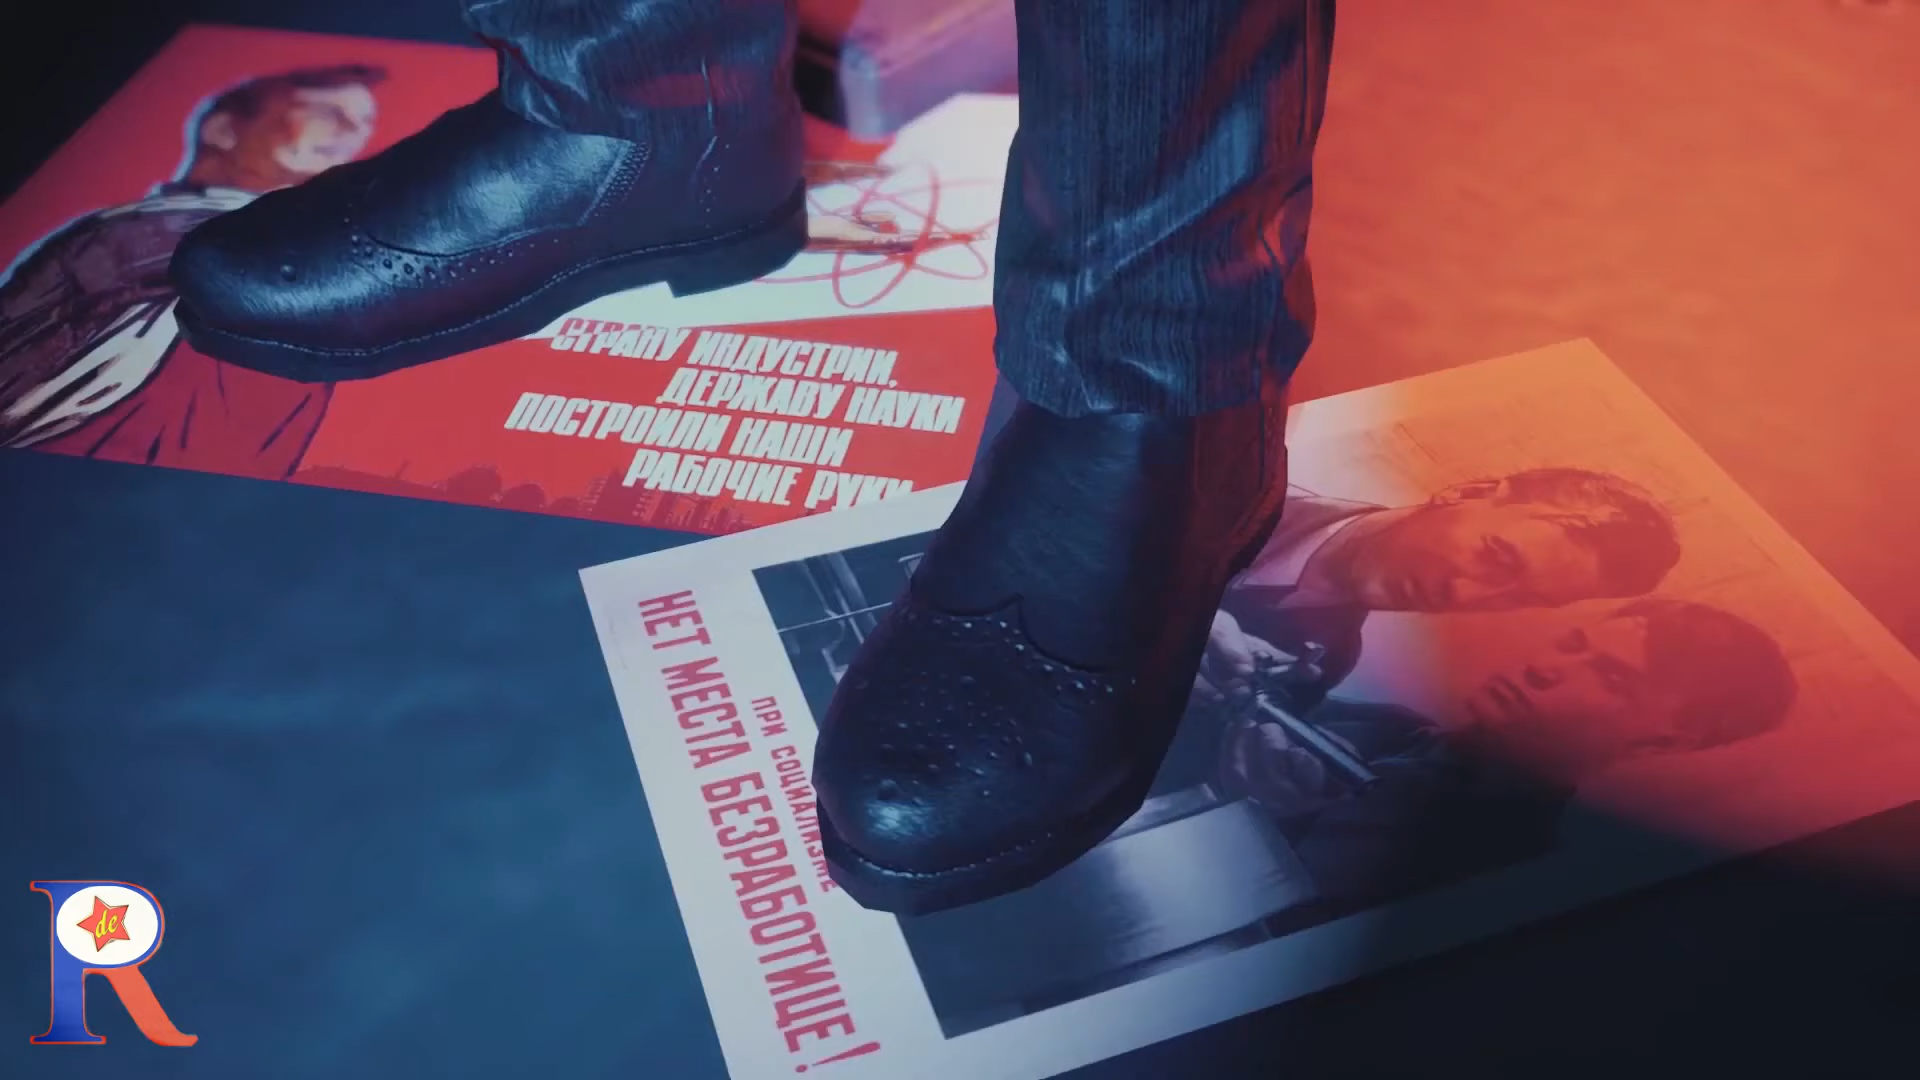 СТРАНУ ИНДУСТРИИ,
ДЕРЖАВУ НАУКИ
ПОСТРОИЛИ НАШИ
РАБОЧИЕ РУКИ
ПРИ СОЦИАЛИЗМЕ
НЕТ МЕСТА БЕЗРАБОТИЦЕ!
R
de